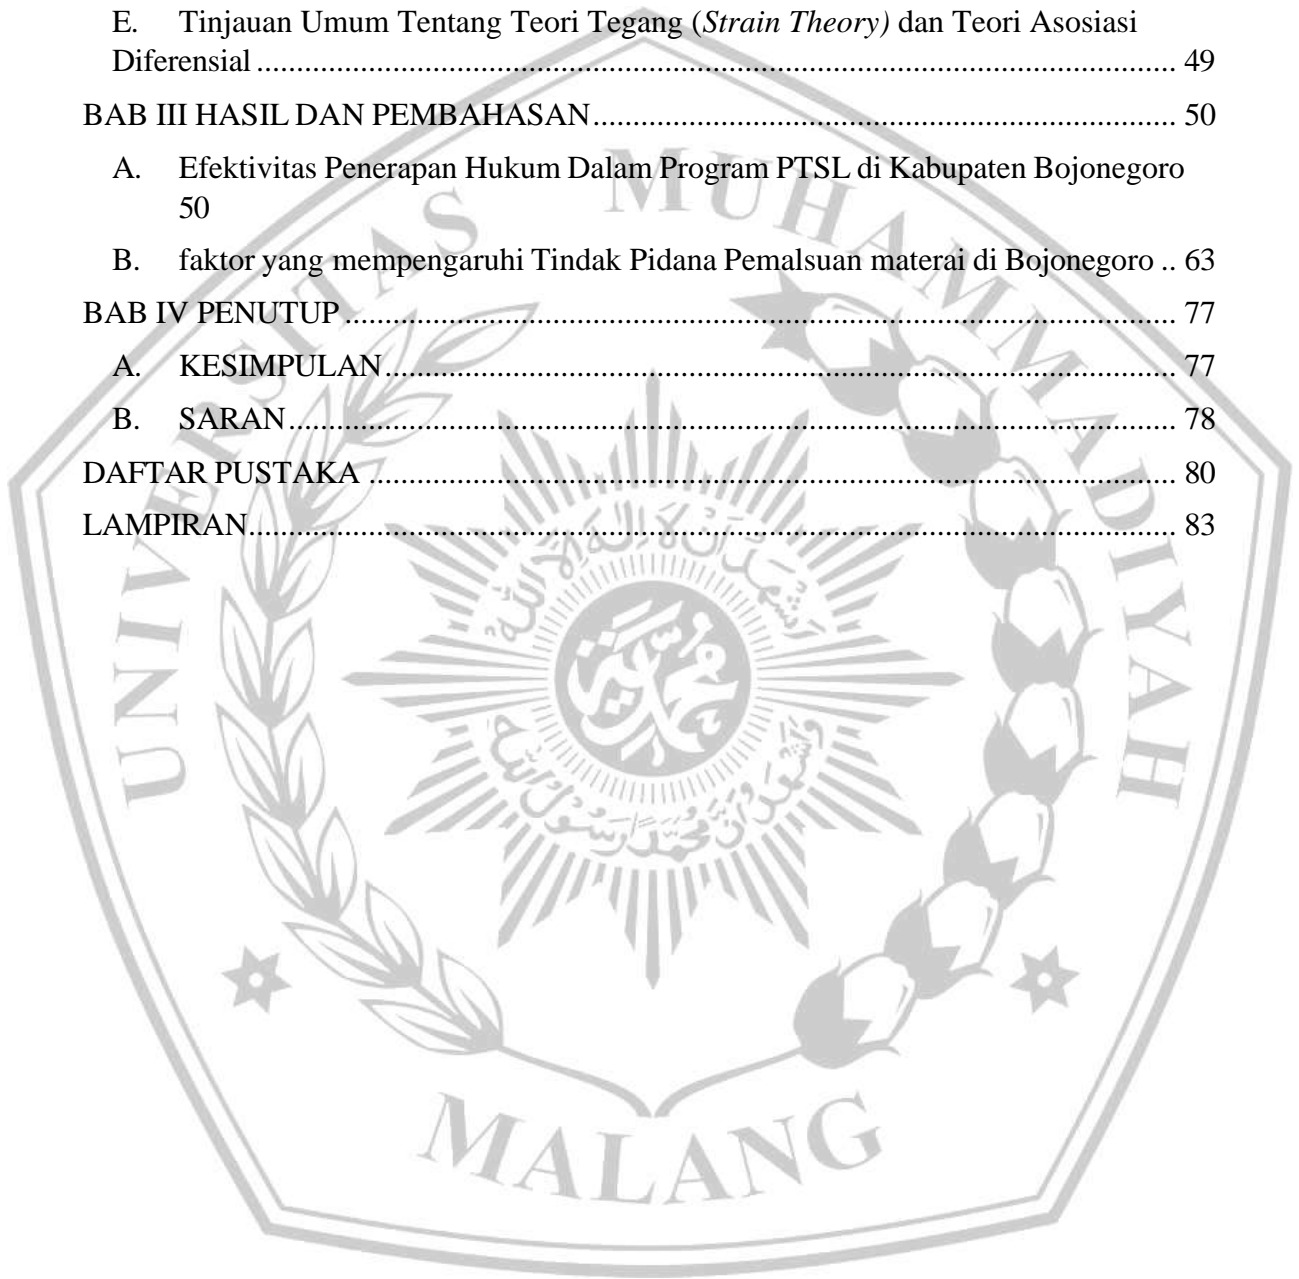 E. Tinjauan Umum Tentang Teori Tegang (Strain Theory) dan Teori Asosiasi
Diferensial ........................................................................ 49
BAB III HASIL DAN PEMBAHASAN ........................................................................ 50
A. Efektivitas Penerapan Hukum Dalam Program PTSL di Kabupaten Bojonegoro
50
B. faktor yang mempengaruhi Tindak Pidana Pemalsuan materai di Bojonegoro .. 63
BAB IV PENUTUP ........................................................................ 77
A. KESIMPULAN ........................................................................ 77
B. SARAN ........................................................................ 78
DAFTAR PUSTAKA ........................................................................ 80
LAMPIRAN ........................................................................ 83
UNIVERSITAS MUHAMMADIYAH
MALANG